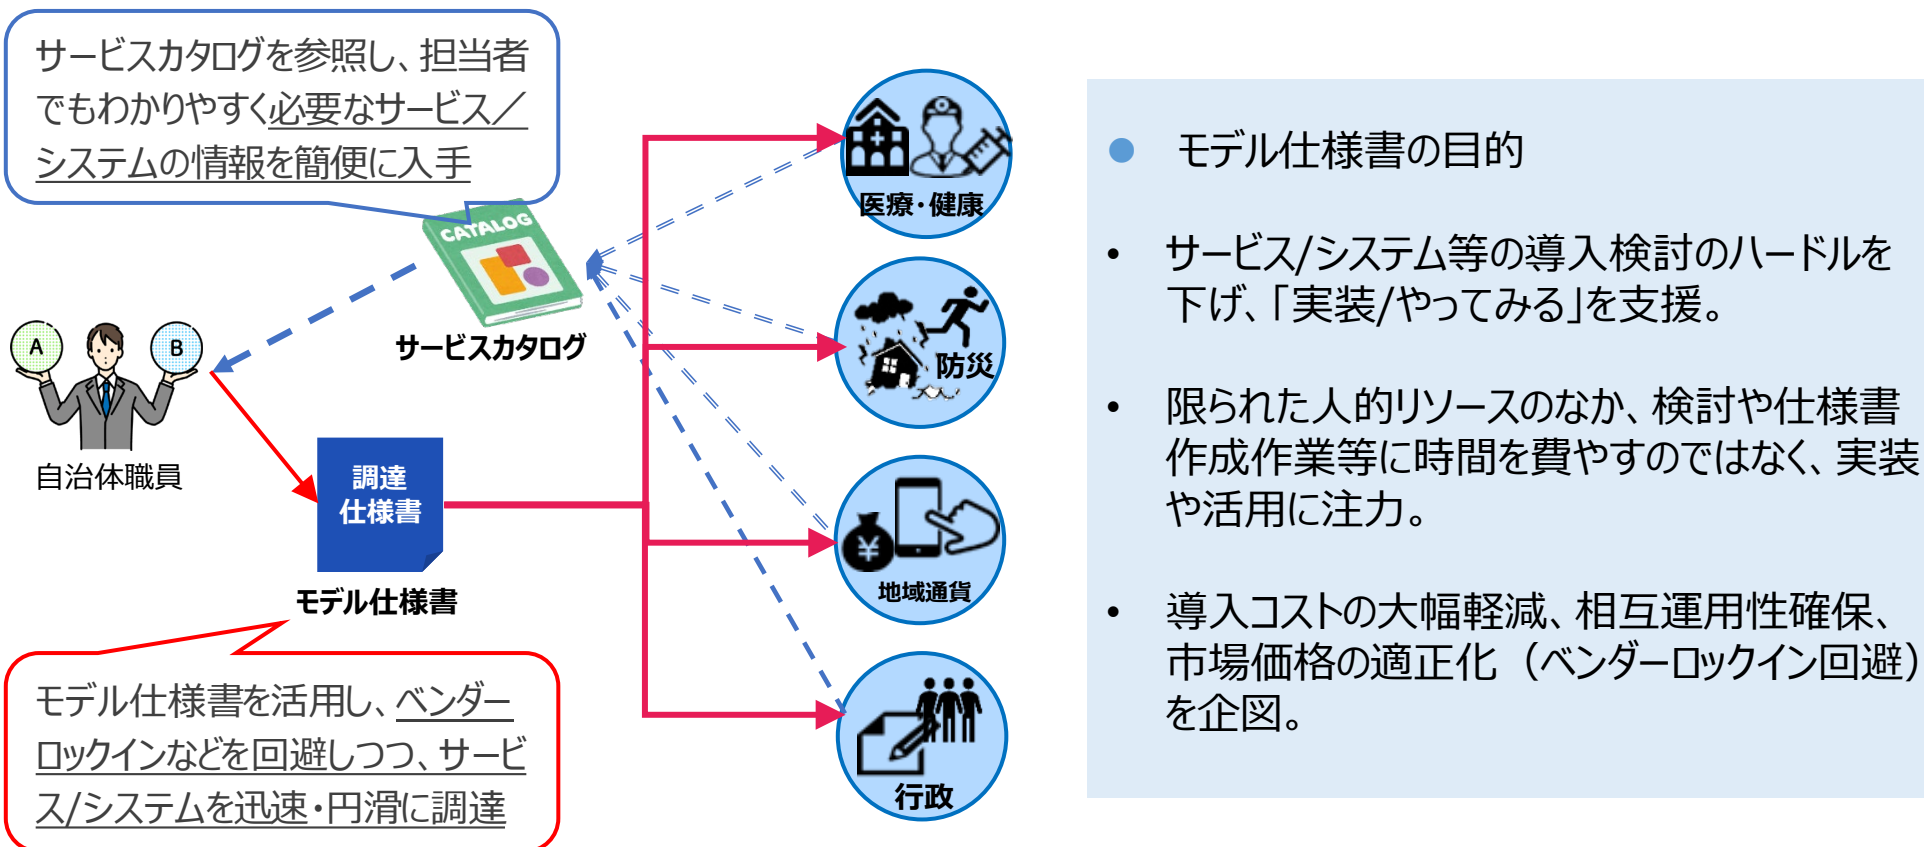 サービスカタログを参照し、担当者
でもわかりやすく必要なサービス／
システムの情報を簡便に入手
CATALOG
サービスカタログ
A
B
自治体職員
調達
仕様書
モデル仕様書
モデル仕様書を活用し、ベンダー
ロックインなどを回避しつつ、サービ
ス/システムを迅速・円滑に調達
医療・健康
防災
¥
地域通貨
行政
● モデル仕様書の目的
• サービス/システム等の導入検討のハードルを
下げ、「実装/やってみる」を支援。
• 限られた人的リソースのなか、検討や仕様書
作成作業等に時間を費やすのではなく、実装
や活用に注力。
• 導入コストの大幅軽減、相互運用性確保、
市場価格の適正化（ベンダーロックイン回避）
を企図。